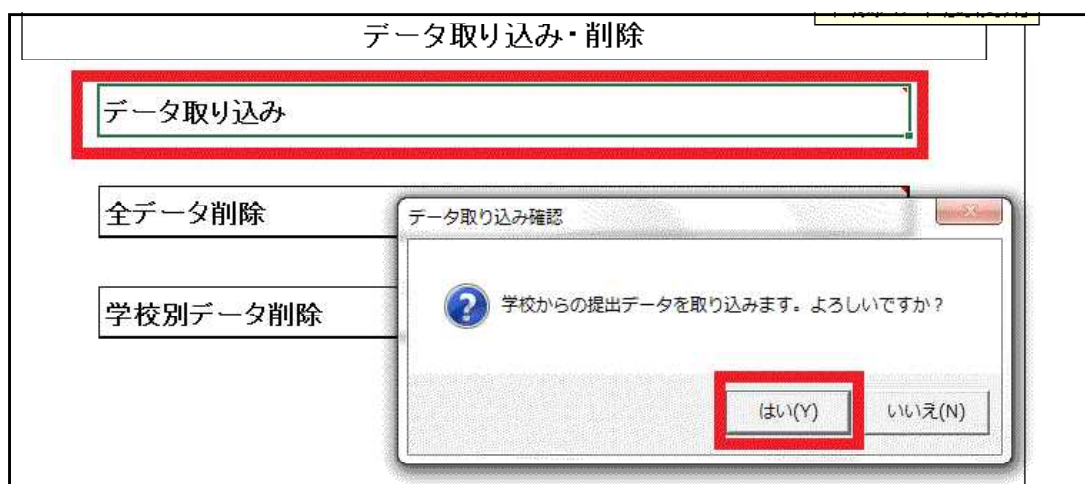 データ取り込み・削除
データ取り込み
全データ削除
データ取り込み確認
学校からの提出データを取り込みます。よろしいですか?
学校別データ削除
はい(Y)
いいえ(N)